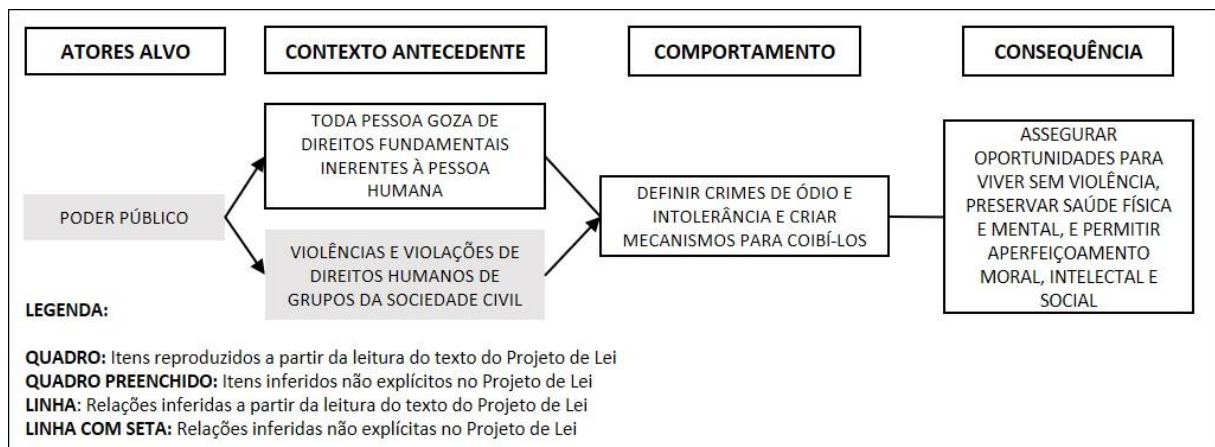 ATORES ALVO
CONTEXTO ANTECEDENTE
COMPORTAMENTO
CONSEQUÊNCIA
PODER PÚBLICO
TODA PESSOA GOZA DE
DIREITOS FUNDAMENTAIS
INERENTES À PESSOA
HUMANA
VIOLÊNCIAS E VIOLAÇÕES DE
DIREITOS HUMANOS DE
GRUPOS DA SOCIEDADE CIVIL
DEFINIR CRIMES DE ÓDIO E
INTOLERÂNCIA E CRIAR
MECANISMOS PARA COIBÍ-LOS
ASSEGURAR
OPORTUNIDADES PARA
VIVER SEM VIOLÊNCIA,
PRESERVAR SAÚDE FÍSICA
E MENTAL, E PERMITIR
APERFEIÇOAMENTO
MORAL, INTELECTAL E
SOCIAL
LEGENDA:
QUADRO: Itens reproduzidos a partir da leitura do texto do Projeto de Lei
QUADRO PREENCHIDO: Itens inferidos não explícitos no Projeto de Lei
LINHA: Relações inferidas a partir da leitura do texto do Projeto de Lei
LINHA COM SETA: Relações inferidas não explícitas no Projeto de Lei